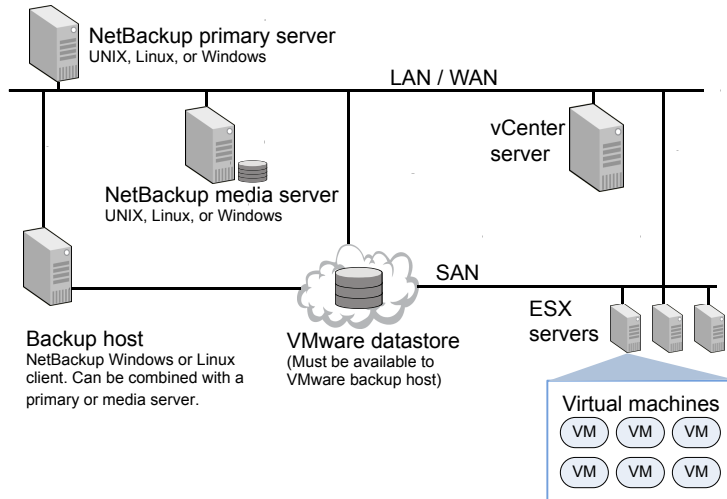 NetBackup primary server
UNIX, Linux, or Windows
LAN / WAN
vCenter
server
NetBackup media server
UNIX, Linux, or Windows
SAN
Backup host
NetBackup Windows or Linux
client. Can be combined with a
primary or media server.
VMware datastore
(Must be available to
VMware backup host)
ESX
servers
Virtual machines
VM VM VM
VM VM VM